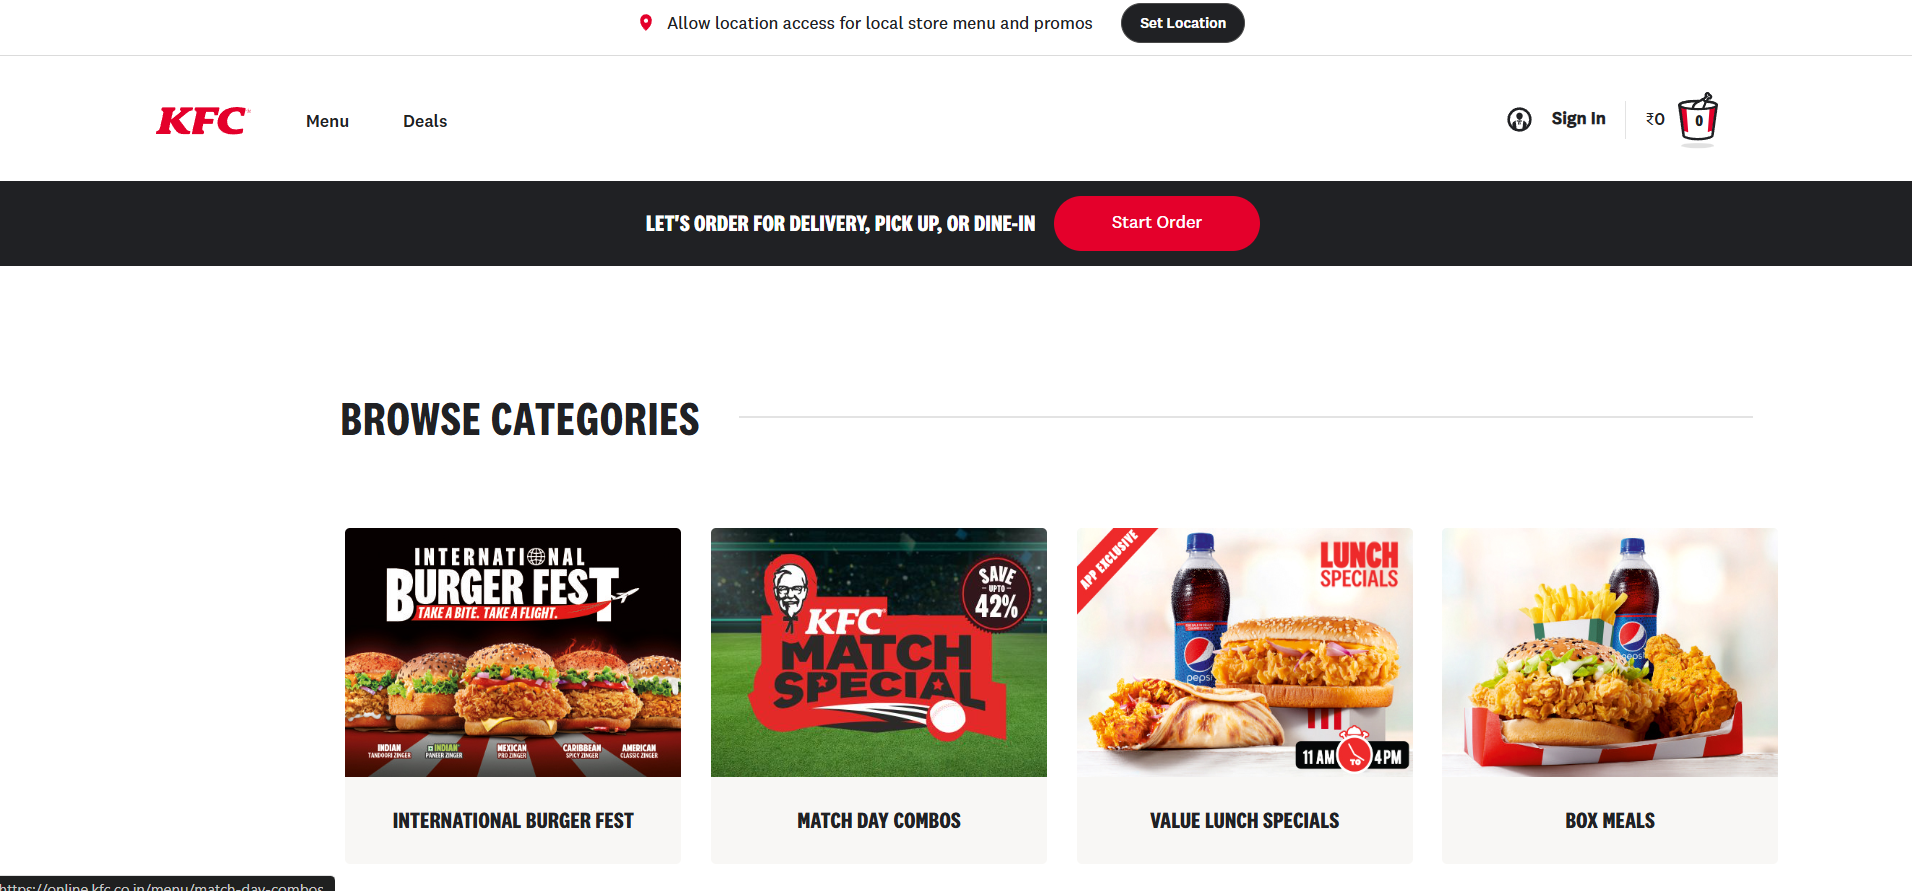 Allow location access for local store menu and promos
Set Location
KFC
Menu
Deals
Sign In
₹0
0
LET'S ORDER FOR DELIVERY, PICK UP, OR DINE-IN
Start Order
BROWSE CATEGORIES
INTERNATIONAL
BURGER FEST
TAKE A BITE. TAKE A FLIGHT.
INDIAN
TANDOORI ZINGER
INDIAN
PANEER ZINGER
MEXICAN
PRO ZINGER
CARIBBEAN
SPICY ZINGER
AMERICAN
CLASSIC ZINGER
INTERNATIONAL BURGER FEST
SAVE
UPTO
42%
KFC
MATCH
SPECIAL
MATCH DAY COMBOS
APP EXCLUSIVE
LUNCH
SPECIALS
pepsi
11 AM TO 4 PM
VALUE LUNCH SPECIALS
pepsi
BOX MEALS
https://online.kfc.co.in/menu/match-day-combos